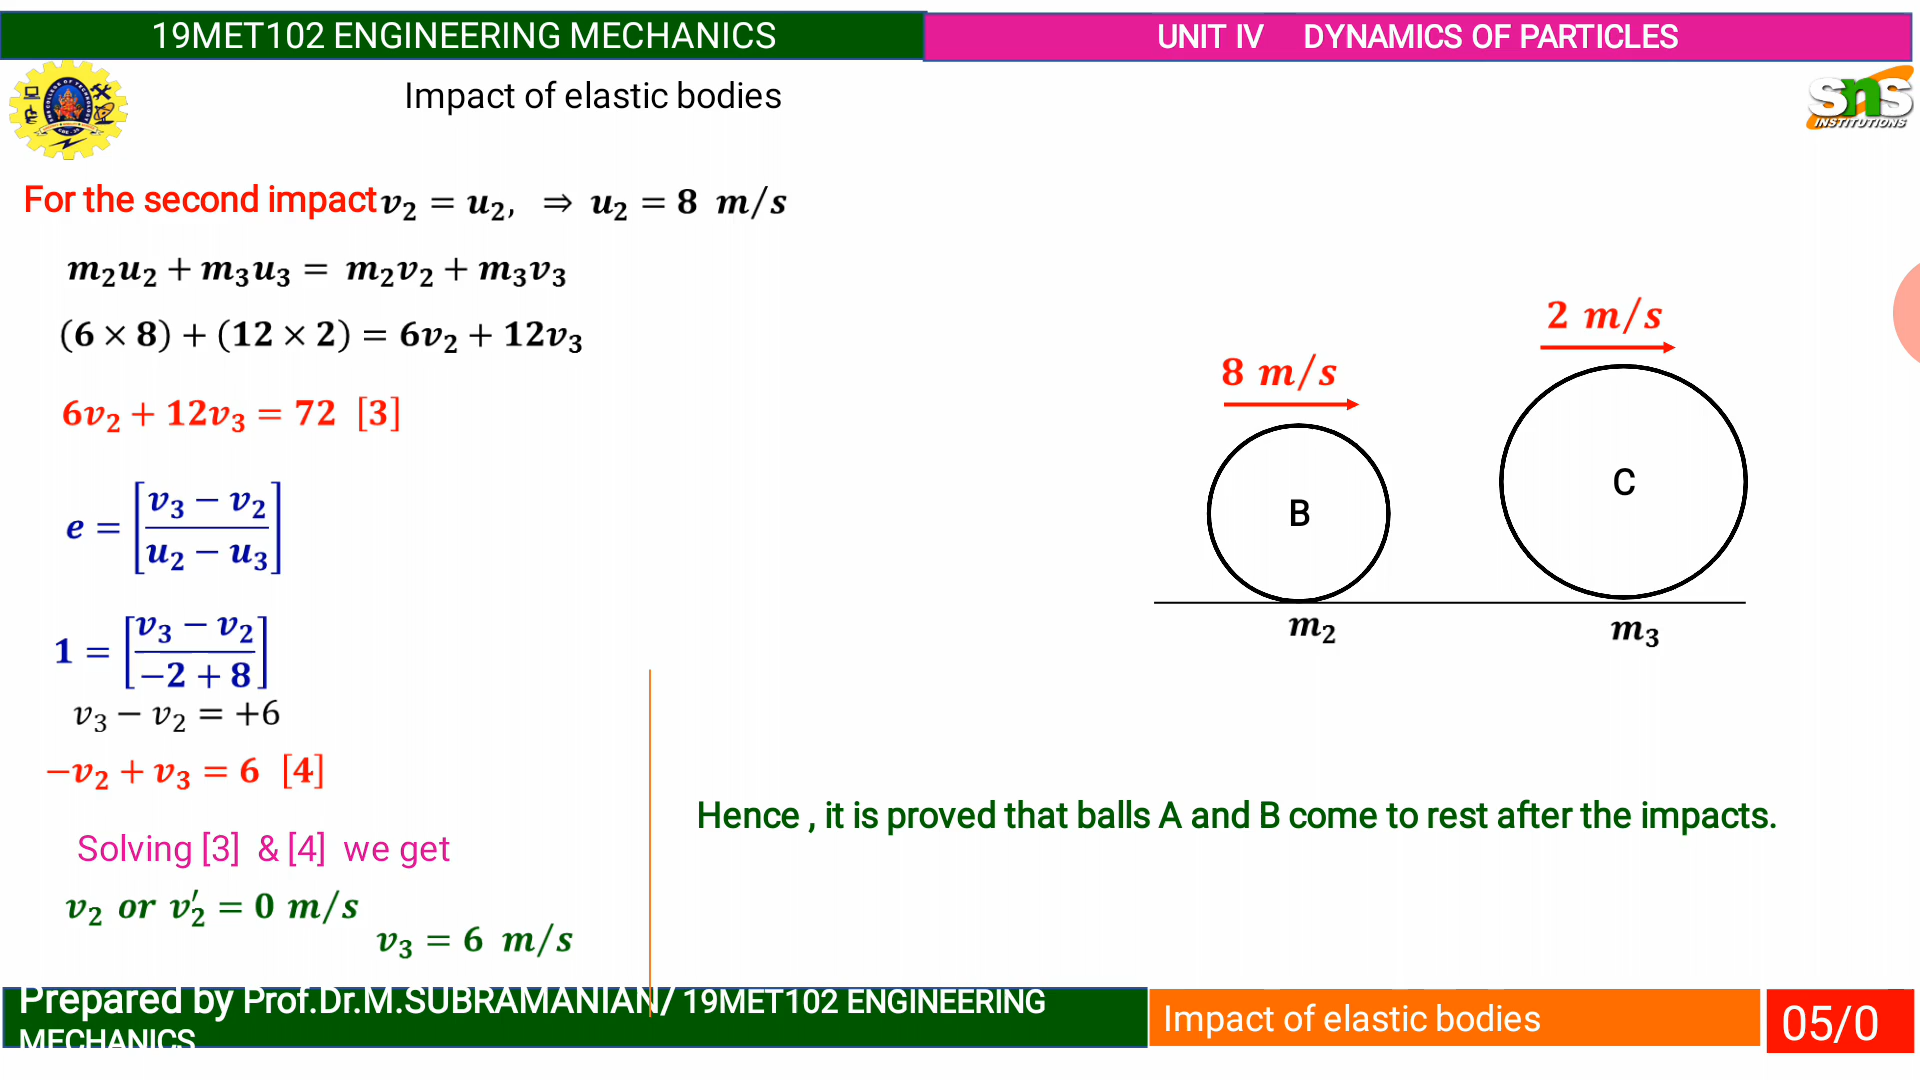 19MET102 ENGINEERING MECHANICS
UNIT IV DYNAMICS OF PARTICLES
Impact of elastic bodies
SNS INSTITUTIONS
For the second impact v₂ = u₂, ⇒ u₂ = 8 m/s
m₂u₂ + m₃u₃ = m₂v₂ + m₃v₃
(6 × 8) + (12 × 2) = 6v₂ + 12v₃
6v₂ + 12v₃ = 72 [3]
e = [(v₃ − v₂)/(u₂ − u₃)]
1 = [(v₃ − v₂)/(−2 + 8)]
v₃ − v₂ = +6
−v₂ + v₃ = 6 [4]
Solving [3] & [4] we get
v₂ or v₂′ = 0 m/s
v₃ = 6 m/s
2 m/s
8 m/s
B
C
m₂
m₃
Hence , it is proved that balls A and B come to rest after the impacts.
Prepared by Prof.Dr.M.SUBRAMANIAN/ 19MET102 ENGINEERING
MECHANICS
Impact of elastic bodies
05/0